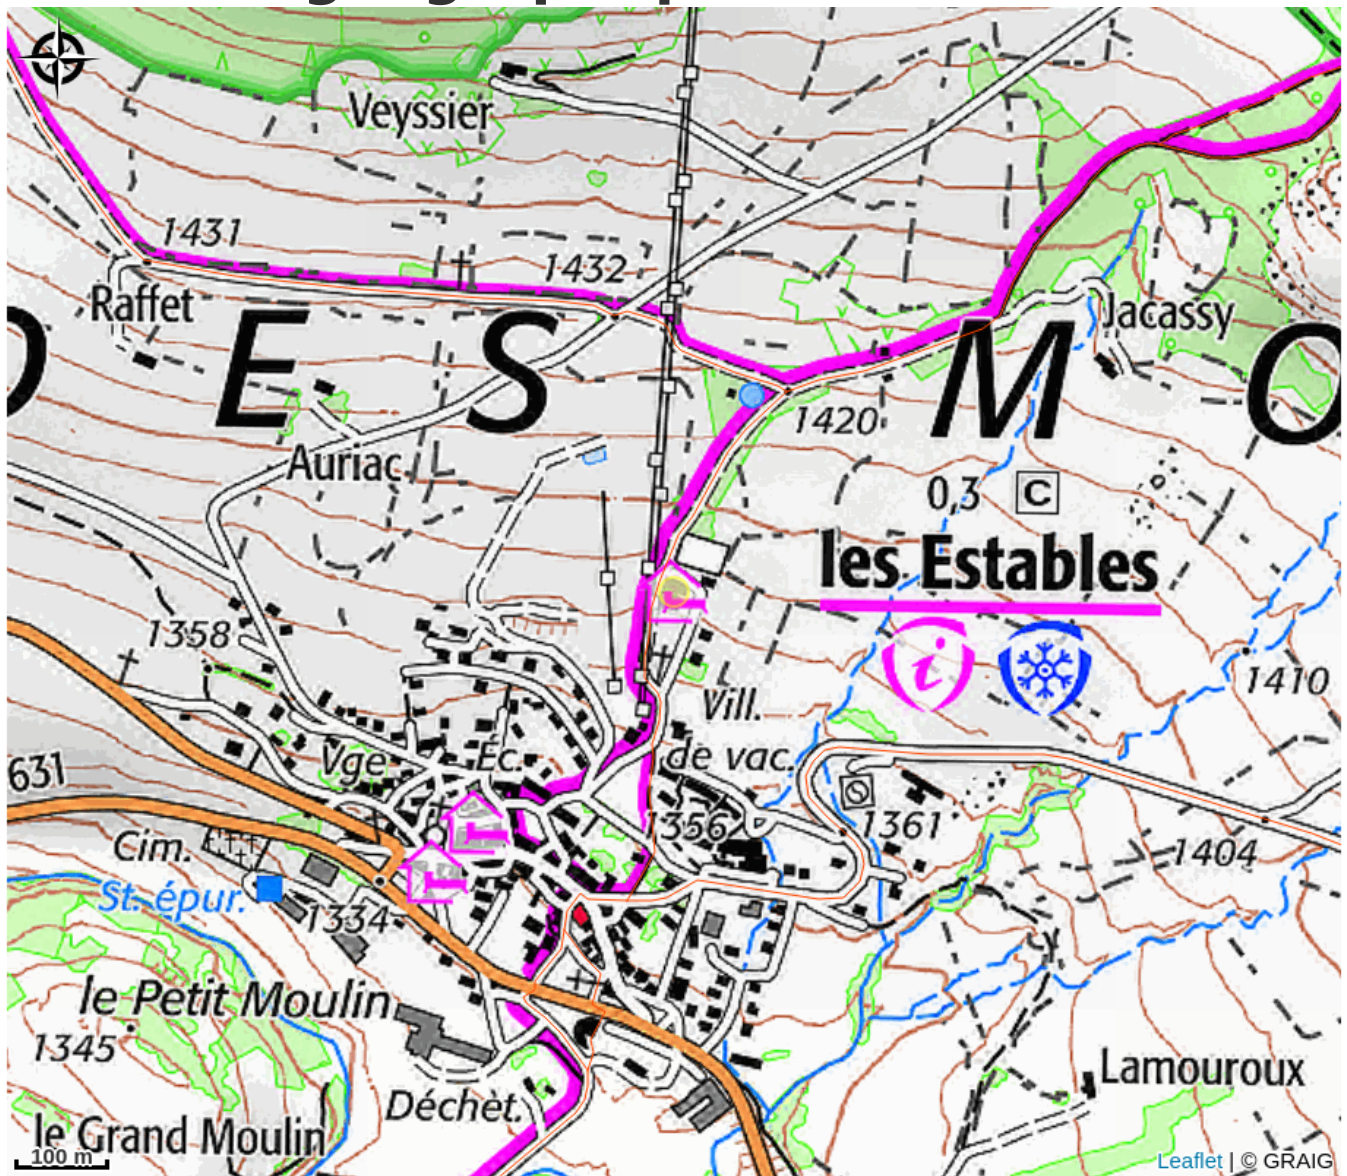 Veyssier
1431
1432
Raffet
Jacassy
E S M O
1420
Auriac
0,3 C
les Estables
1358
i
1410
Vill.
de vac.
Vge
Éc.
631
1356
1361
1404
Cim.
St. épur.
1334
le Petit Moulin
1345
Lamouroux
Déchèt.
le Grand Moulin
100 m
Leaflet | © GRAIG